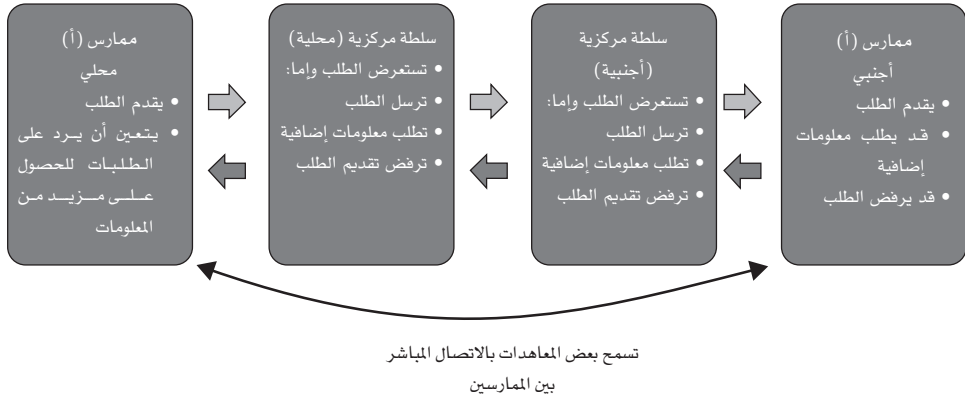 ممارس (أ)
محلي
• يقدم الطلب
• يتعين أن يرد على
الطلبات للحصول
على مزيد من
المعلومات
سلطة مركزية (محلية)
• تستعرض الطلب وإما:
• ترسل الطلب
• تطلب معلومات إضافية
• ترفض تقديم الطلب
سلطة مركزية
(أجنبية)
• تستعرض الطلب وإما:
• ترسل الطلب
• تطلب معلومات إضافية
• ترفض تقديم الطلب
ممارس (أ)
أجنبي
• يقدم الطلب
• قد يطلب معلومات
إضافية
• قد يرفض الطلب
تسمح بعض المعاهدات بالاتصال المباشر
بين الممارسين